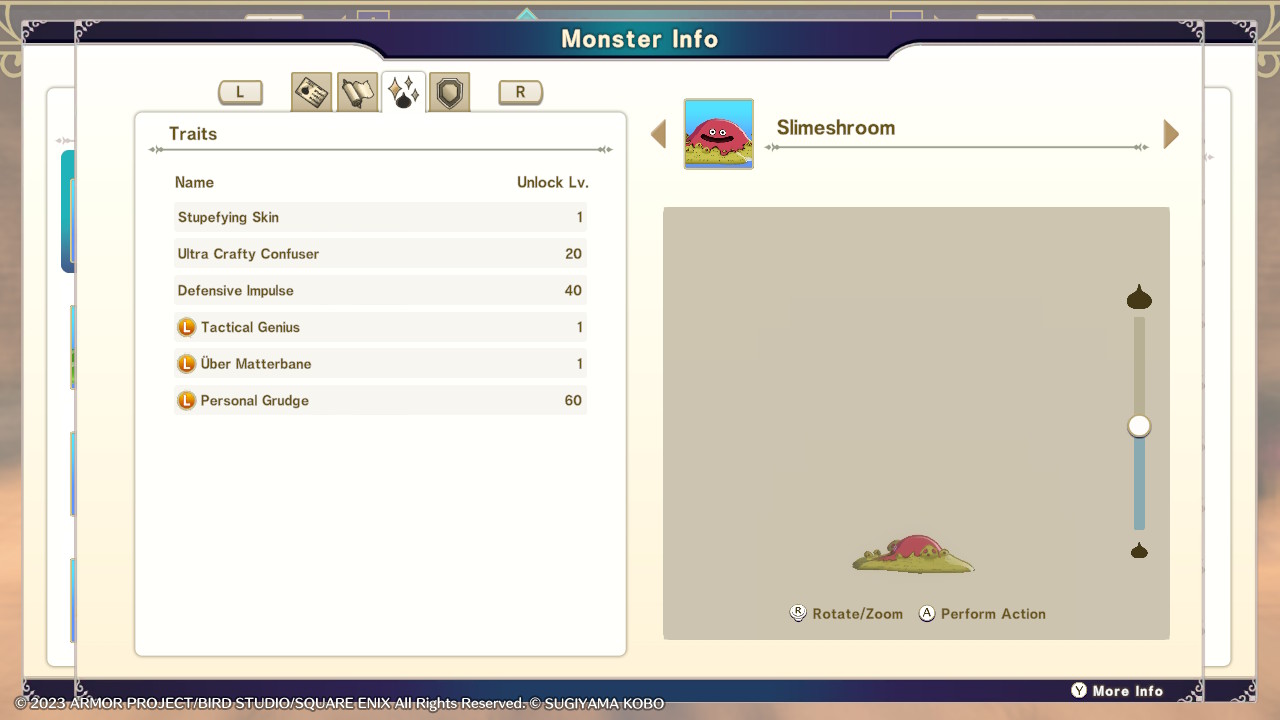 Monster Info
L
R
Traits
Name Unlock Lv.
Stupefying Skin 1
Ultra Crafty Confuser 20
Defensive Impulse 40
L Tactical Genius 1
L Über Matterbane 1
L Personal Grudge 60
Slimeshroom
R Rotate/Zoom A Perform Action
Y More Info
© 2023 ARMOR PROJECT/BIRD STUDIO/SQUARE ENIX All Rights Reserved. © SUGIYAMA KOBO